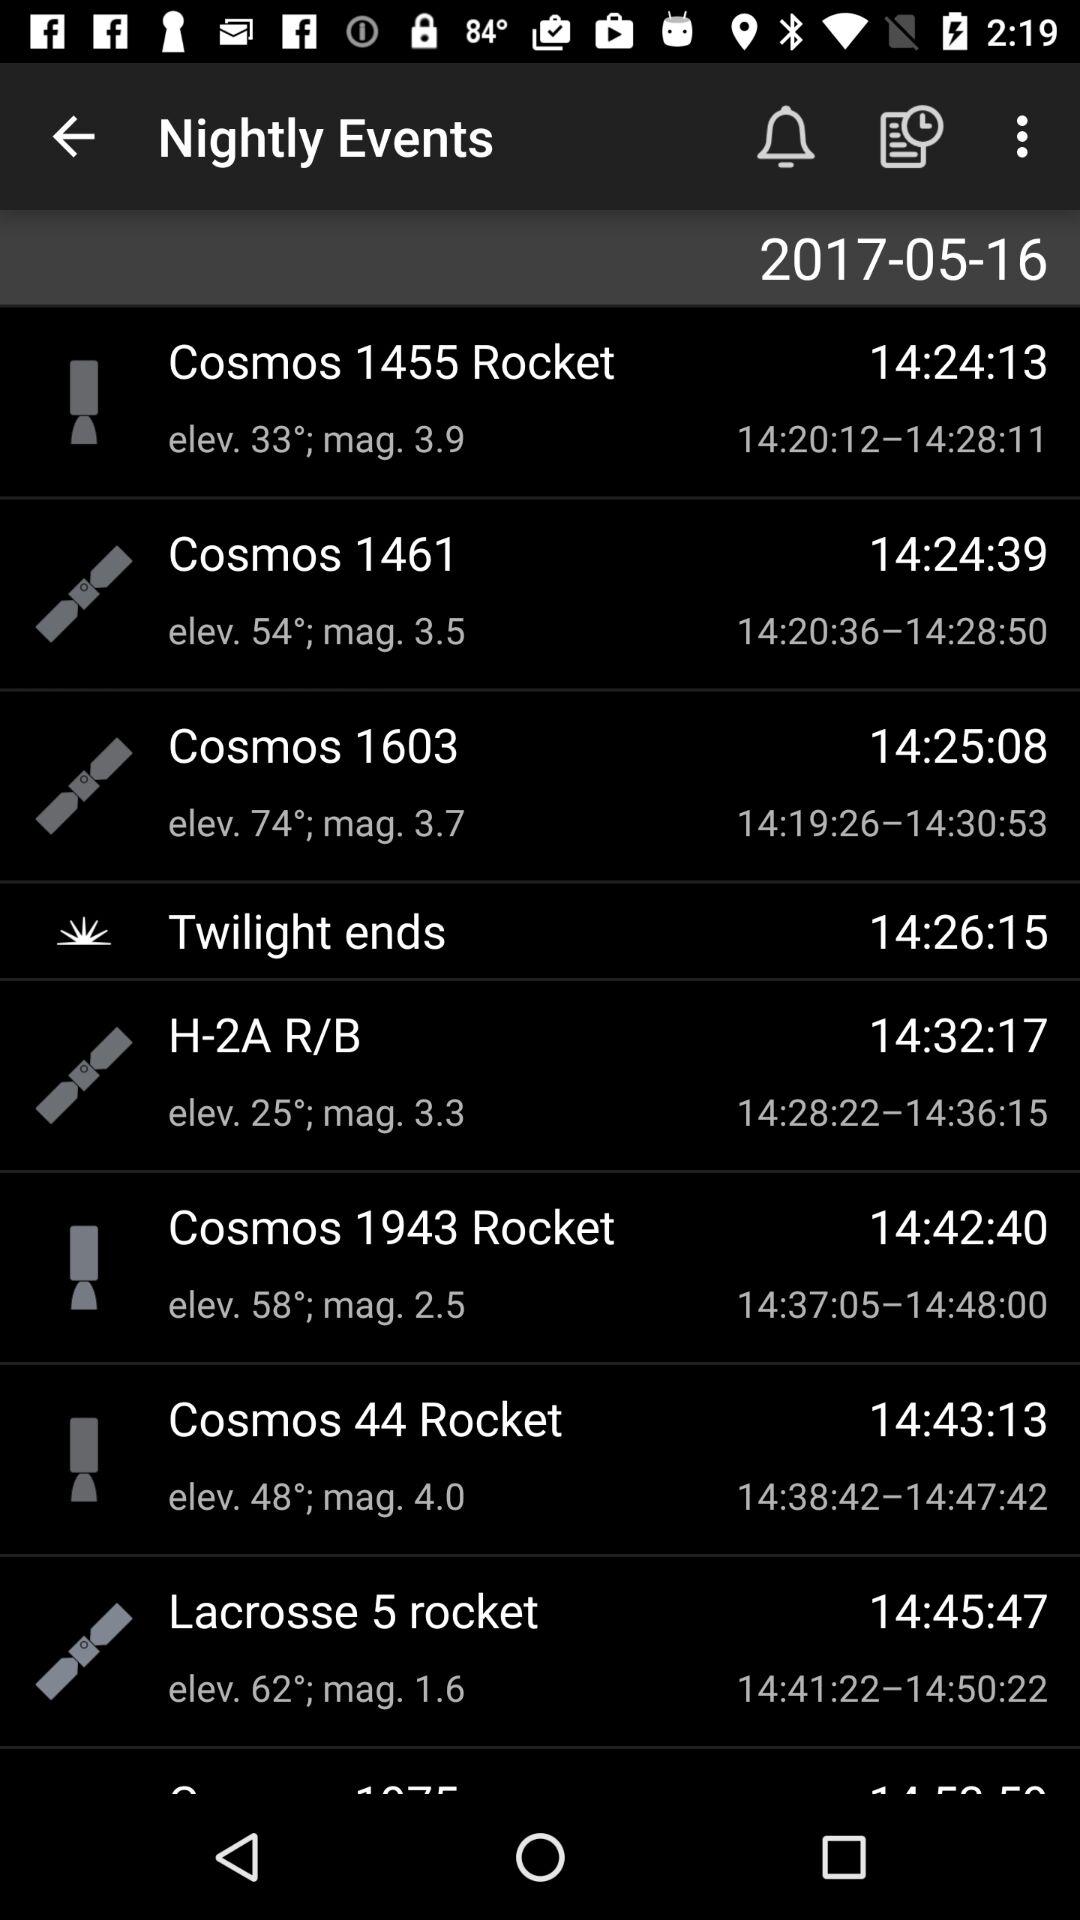 84° 2:19
Nightly Events
2017-05-16
Cosmos 1455 Rocket 14:24:13
elev. 33°; mag. 3.9 14:20:12–14:28:11
Cosmos 1461 14:24:39
elev. 54°; mag. 3.5 14:20:36–14:28:50
Cosmos 1603 14:25:08
elev. 74°; mag. 3.7 14:19:26–14:30:53
Twilight ends 14:26:15
H-2A R/B 14:32:17
elev. 25°; mag. 3.3 14:28:22–14:36:15
Cosmos 1943 Rocket 14:42:40
elev. 58°; mag. 2.5 14:37:05–14:48:00
Cosmos 44 Rocket 14:43:13
elev. 48°; mag. 4.0 14:38:42–14:47:42
Lacrosse 5 rocket 14:45:47
elev. 62°; mag. 1.6 14:41:22–14:50:22